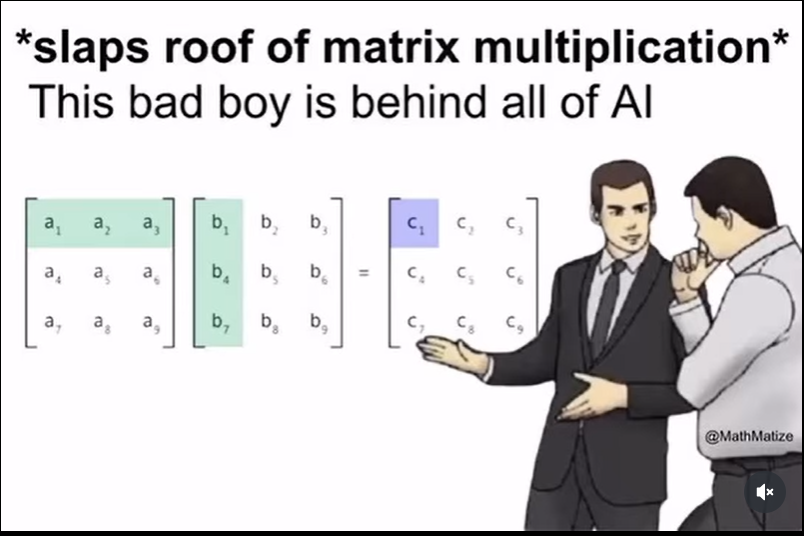 *slaps roof of matrix multiplication*
This bad boy is behind all of AI
a₁ a₂ a₃ b₁ b₂ b₃ c₁ c₂ c₃
a₄ a₅ a₆ b₄ b₅ b₆ = c₄ c₅ c₆
a₇ a₈ a₉ b₇ b₈ b₉ c₇ c₈ c₉
@MathMatize